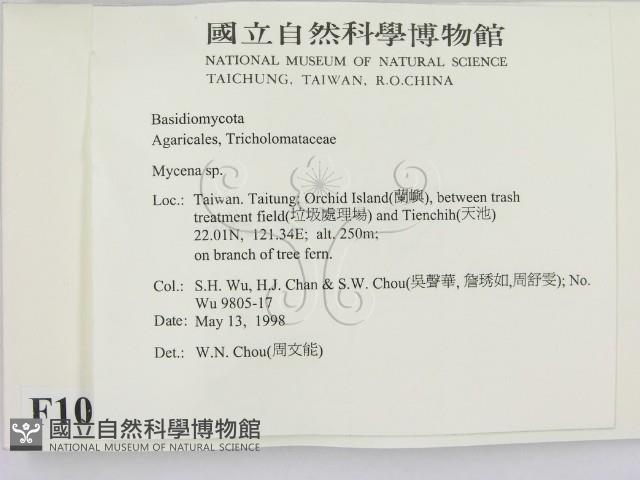 國立自然科學博物館
NATIONAL MUSEUM OF NATURAL SCIENCE
TAICHUNG, TAIWAN, R.O.CHINA
Basidiomycota
Agaricales, Tricholomataceae
Mycena sp.
Loc.: Taiwan. Taitung: Orchid Island(蘭嶼), between trash
treatment field(垃圾處理場) and Tienchih(天池)
22.01N, 121.34E; alt. 250m;
on branch of tree fern.
Col.: S.H. Wu, H.J. Chan & S.W. Chou(吳聲華, 詹琇如,周舒雯); No.
Wu 9805-17
Date: May 13, 1998
Det.: W.N. Chou(周文能)
F10
國立自然科學博物館
NATIONAL MUSEUM OF NATURAL SCIENCE